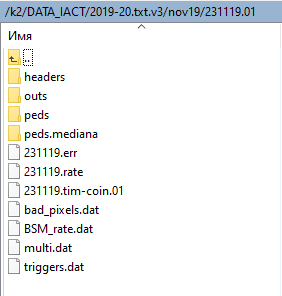 /k2/DATA_IACT/2019-20.txt.v3/nov19/231119.01
Имя
..
headers
outs
peds
peds.mediana
231119.err
231119.rate
231119.tim-coin.01
bad_pixels.dat
BSM_rate.dat
multi.dat
triggers.dat